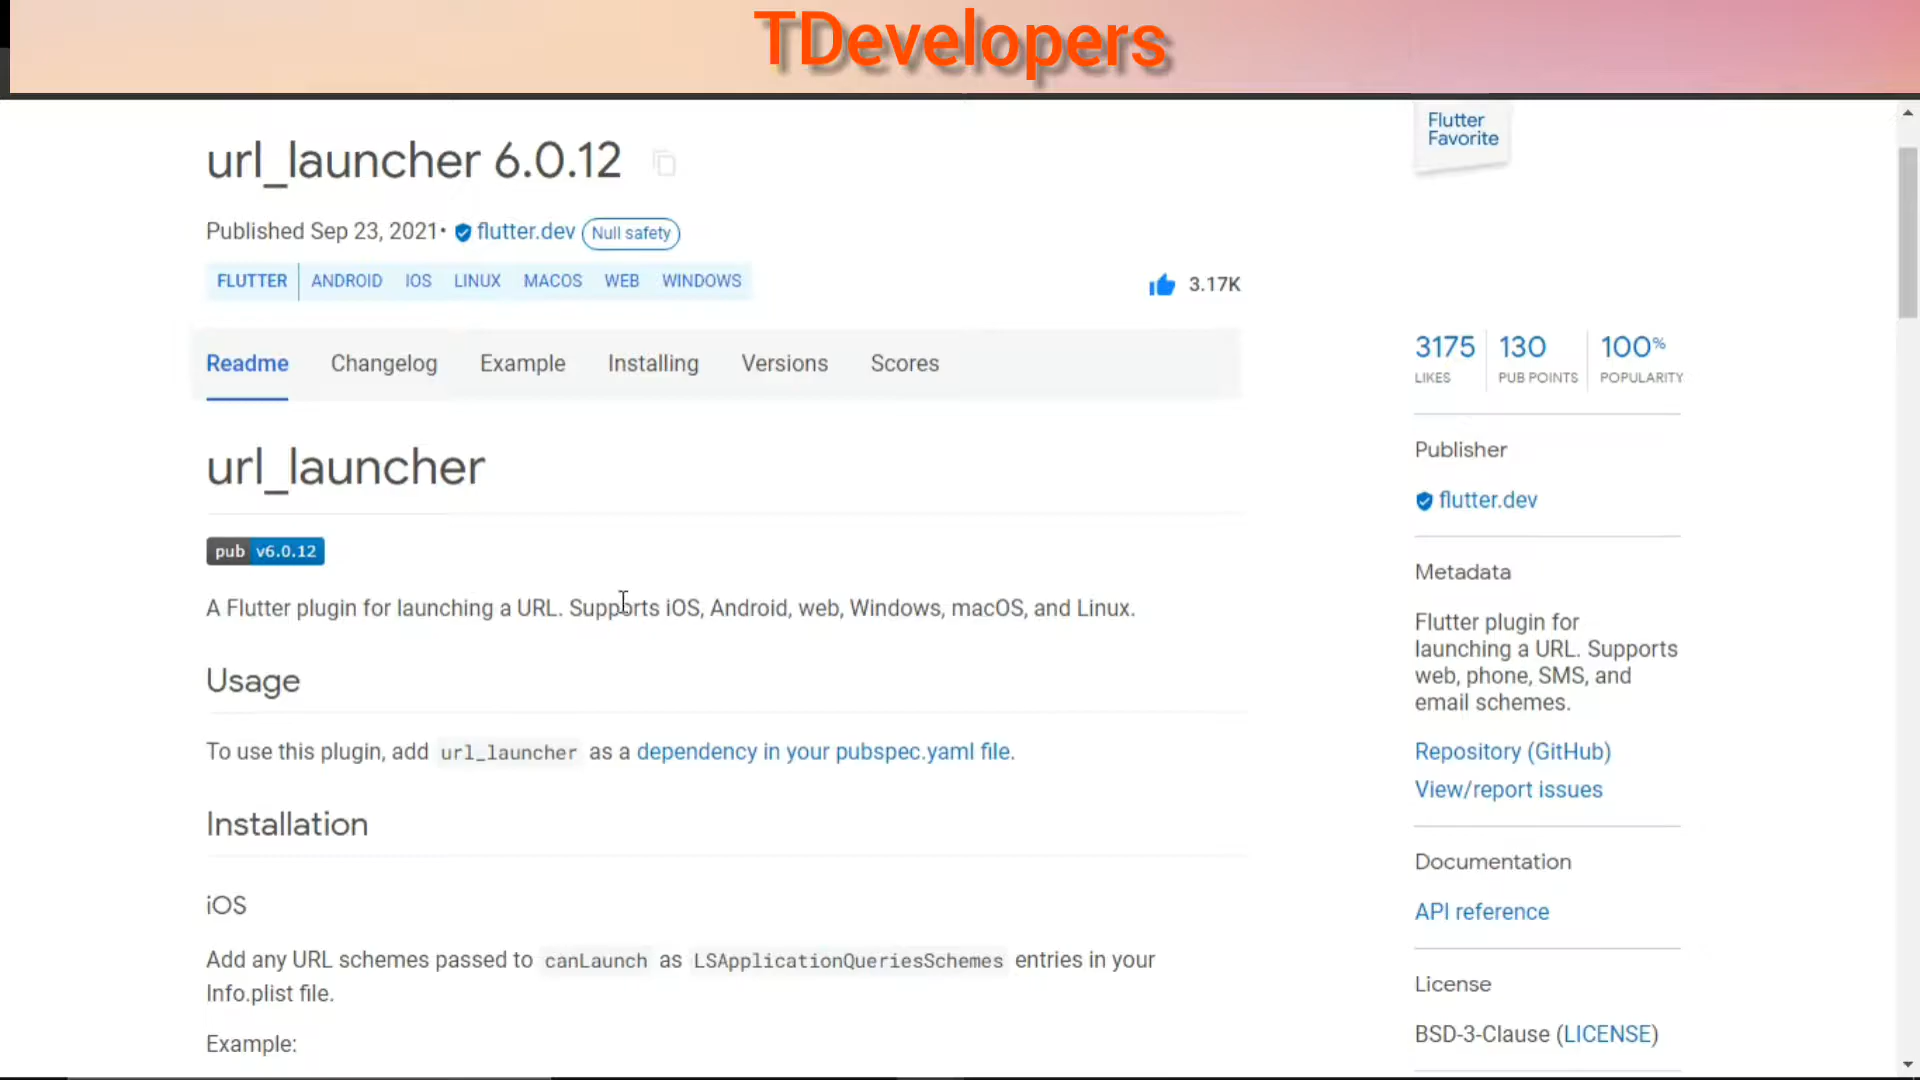 TDevelopers
url_launcher 6.0.12
Published Sep 23, 2021• flutter.dev Null safety
FLUTTER ANDROID IOS LINUX MACOS WEB WINDOWS
3.17K
Readme Changelog Example Installing Versions Scores
url_launcher
pub v6.0.12
A Flutter plugin for launching a URL. Supports iOS, Android, web, Windows, macOS, and Linux.
Usage
To use this plugin, add url_launcher as a dependency in your pubspec.yaml file.
Installation
iOS
Add any URL schemes passed to canLaunch as LSApplicationQueriesSchemes entries in your
Info.plist file.
Example:
Flutter
Favorite
3175 130 100%
LIKES PUB POINTS POPULARITY
Publisher
flutter.dev
Metadata
Flutter plugin for
launching a URL. Supports
web, phone, SMS, and
email schemes.
Repository (GitHub)
View/report issues
Documentation
API reference
License
BSD-3-Clause (LICENSE)